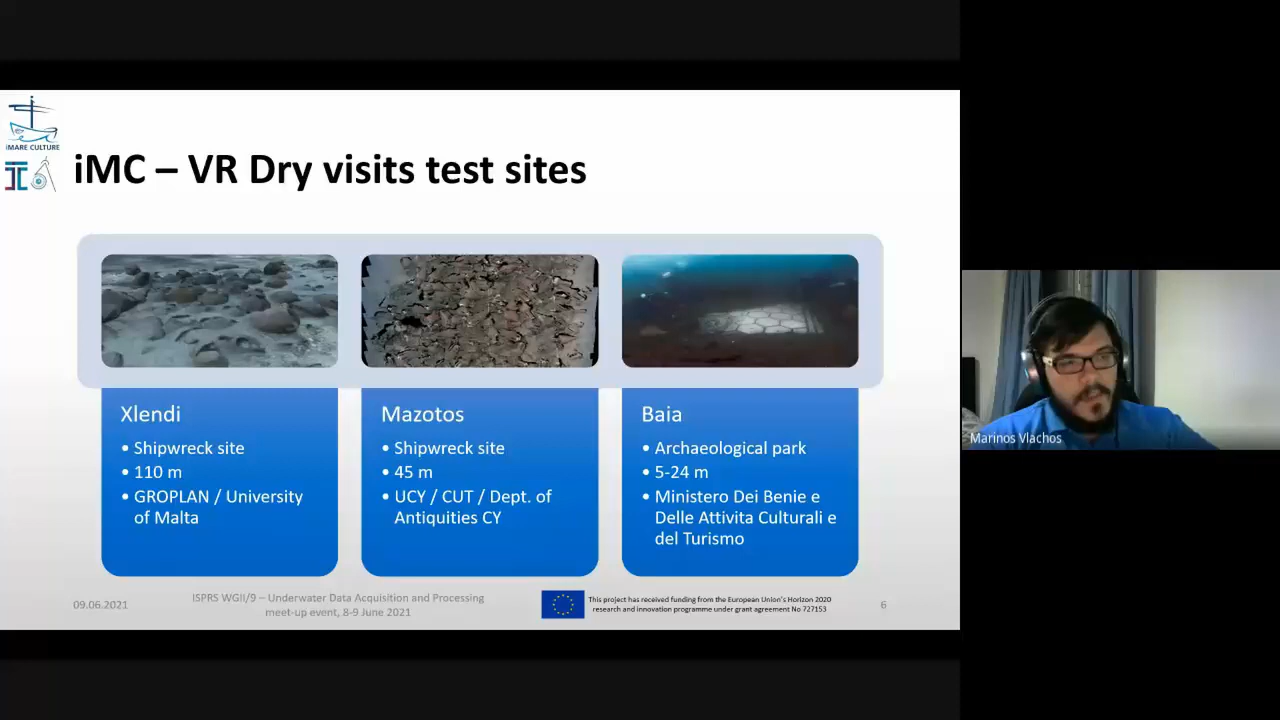 iMARE CULTURE
iMC – VR Dry visits test sites
Xlendi
• Shipwreck site
• 110 m
• GROPLAN / University
of Malta
Mazotos
• Shipwreck site
• 45 m
• UCY / CUT / Dept. of
Antiquities CY
Baia
• Archaeological park
• 5-24 m
• Ministero Dei Benie e
Delle Attivita Culturali e
del Turismo
Marinos Vlachos
09.06.2021
ISPRS WGII/9 – Underwater Data Acquisition and Processing
meet-up event, 8-9 June 2021
This project has received funding from the European Union's Horizon 2020
research and innovation programme under grant agreement No 727153
6